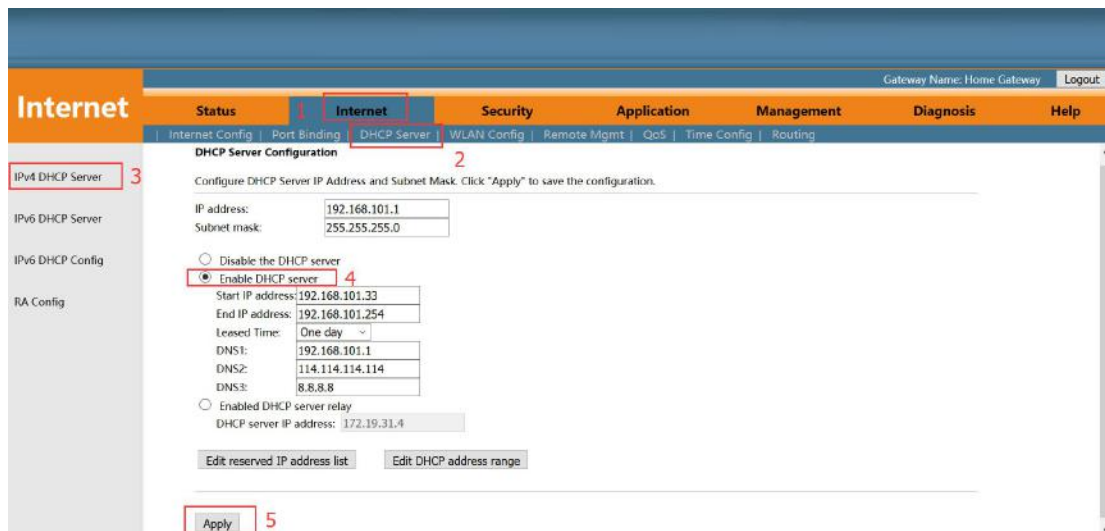 Gateway Name: Home Gateway Logout
Internet
Status 1 Internet Security Application Management Diagnosis Help
| Internet Config | Port Binding | DHCP Server | WLAN Config | Remote Mgmt | QoS | Time Config | Routing
2
DHCP Server Configuration
IPv4 DHCP Server 3
Configure DHCP Server IP Address and Subnet Mask. Click "Apply" to save the configuration.
IP address: 192.168.101.1
IPv6 DHCP Server
Subnet mask: 255.255.255.0
IPv6 DHCP Config
Disable the DHCP server
Enable DHCP server 4
RA Config
Start IP address: 192.168.101.33
End IP address: 192.168.101.254
Leased Time: One day
DNS1: 192.168.101.1
DNS2: 114.114.114.114
DNS3: 8.8.8.8
Enabled DHCP server relay
DHCP server IP address: 172.19.31.4
Edit reserved IP address list Edit DHCP address range
Apply 5